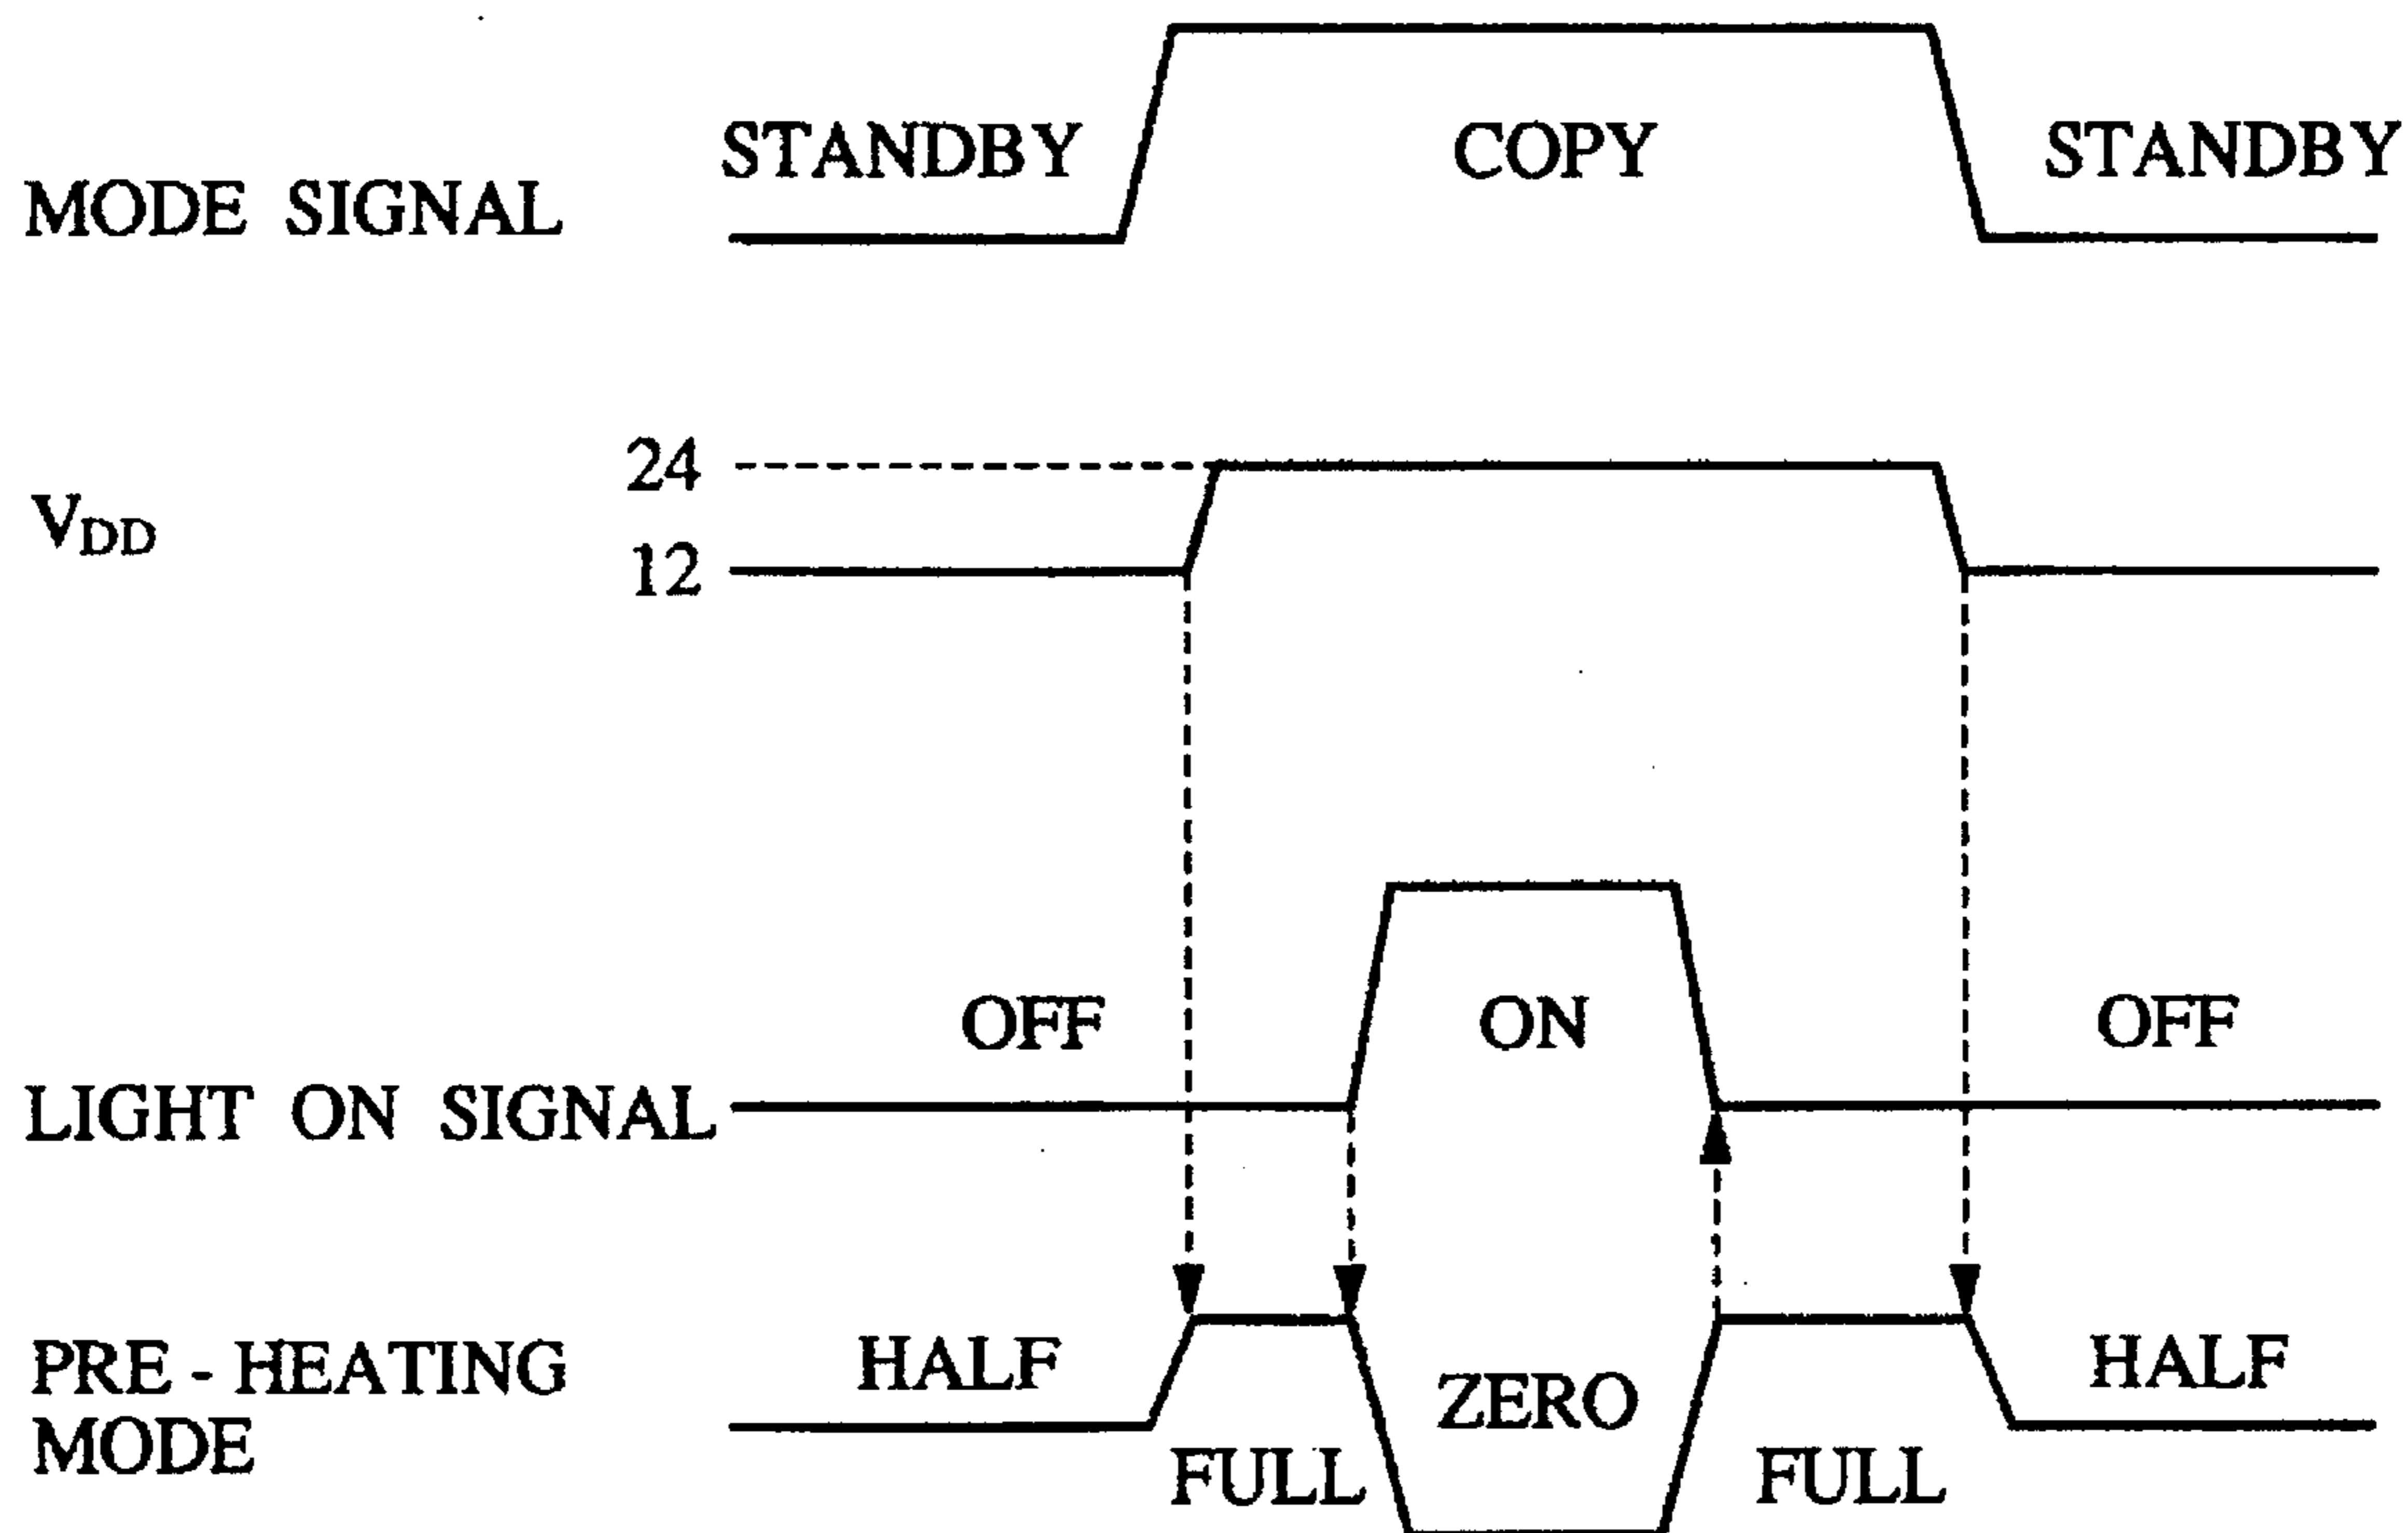 STANDBY COPY STANDBY
MODE SIGNAL
24
V_DD
12
OFF ON OFF
LIGHT ON SIGNAL
HALF ZERO HALF
PRE - HEATING
MODE
FULL FULL